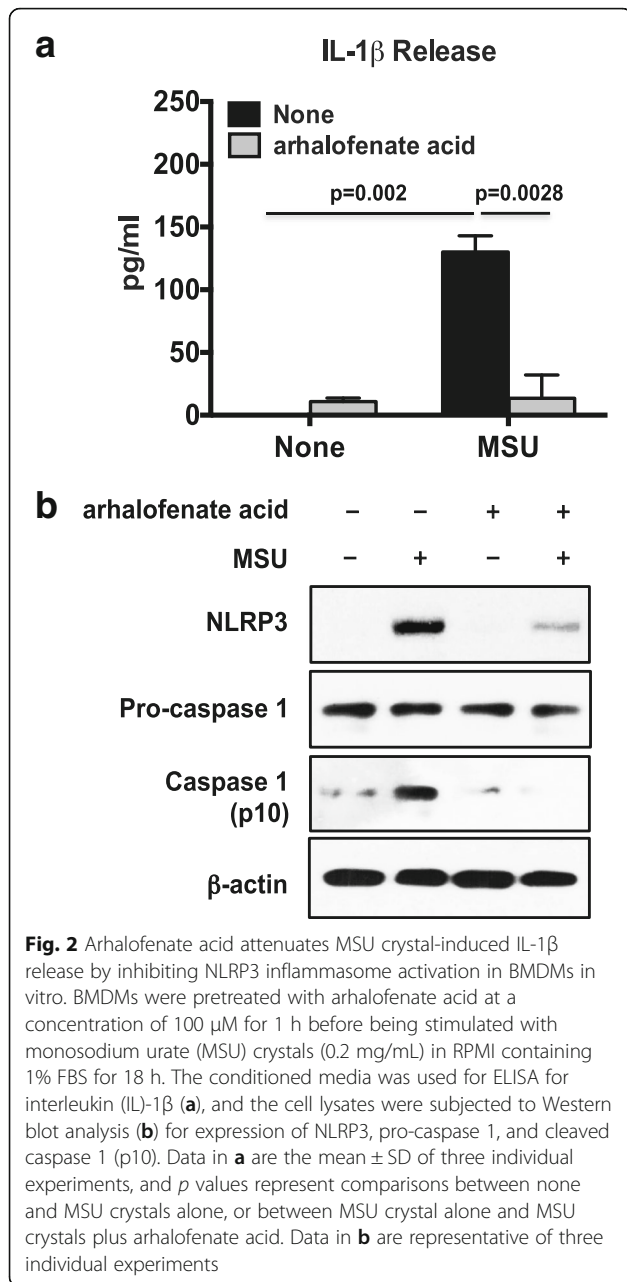 a
IL-1β Release
250
200
150
100
50
0
pg/ml
None
arhalofenate acid
p=0.002
p=0.0028
None
MSU
b
arhalofenate acid – – + +
MSU – + – +
NLRP3
Pro-caspase 1
Caspase 1
(p10)
β-actin
Fig. 2 Arhalofenate acid attenuates MSU crystal-induced IL-1β
release by inhibiting NLRP3 inflammasome activation in BMDMs in
vitro. BMDMs were pretreated with arhalofenate acid at a
concentration of 100 μM for 1 h before being stimulated with
monosodium urate (MSU) crystals (0.2 mg/mL) in RPMI containing
1% FBS for 18 h. The conditioned media was used for ELISA for
interleukin (IL)-1β (a), and the cell lysates were subjected to Western
blot analysis (b) for expression of NLRP3, pro-caspase 1, and cleaved
caspase 1 (p10). Data in a are the mean ± SD of three individual
experiments, and p values represent comparisons between none
and MSU crystals alone, or between MSU crystal alone and MSU
crystals plus arhalofenate acid. Data in b are representative of three
individual experiments